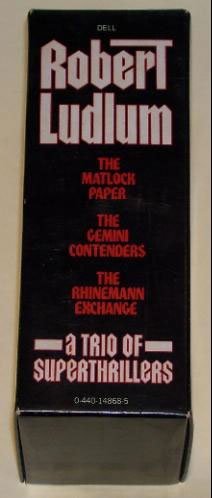 DELL
Robert
Ludlum
THE
MATLOCK
PAPER
THE
GEMINI
CONTENDERS
THE
RHINEMANN
EXCHANGE
a TRIO OF
SUPERTHRILLERS
0-440-14868-5